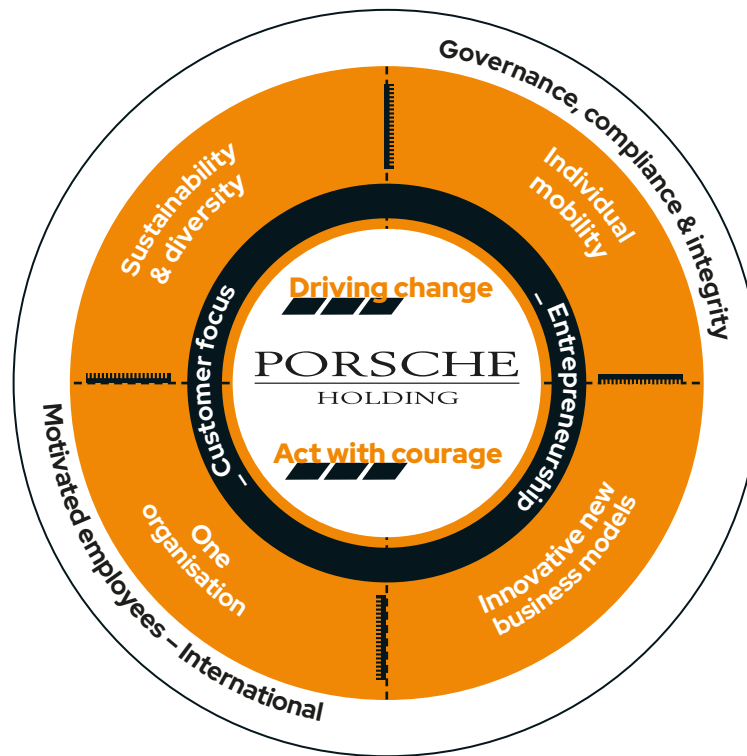 Governance, compliance & integrity
Sustainability
& diversity
Individual
mobility
Driving change
– Customer focus
– Entrepreneurship
PORSCHE
HOLDING
Act with courage
One
organisation
Innovative new
business models
Motivated employees – International